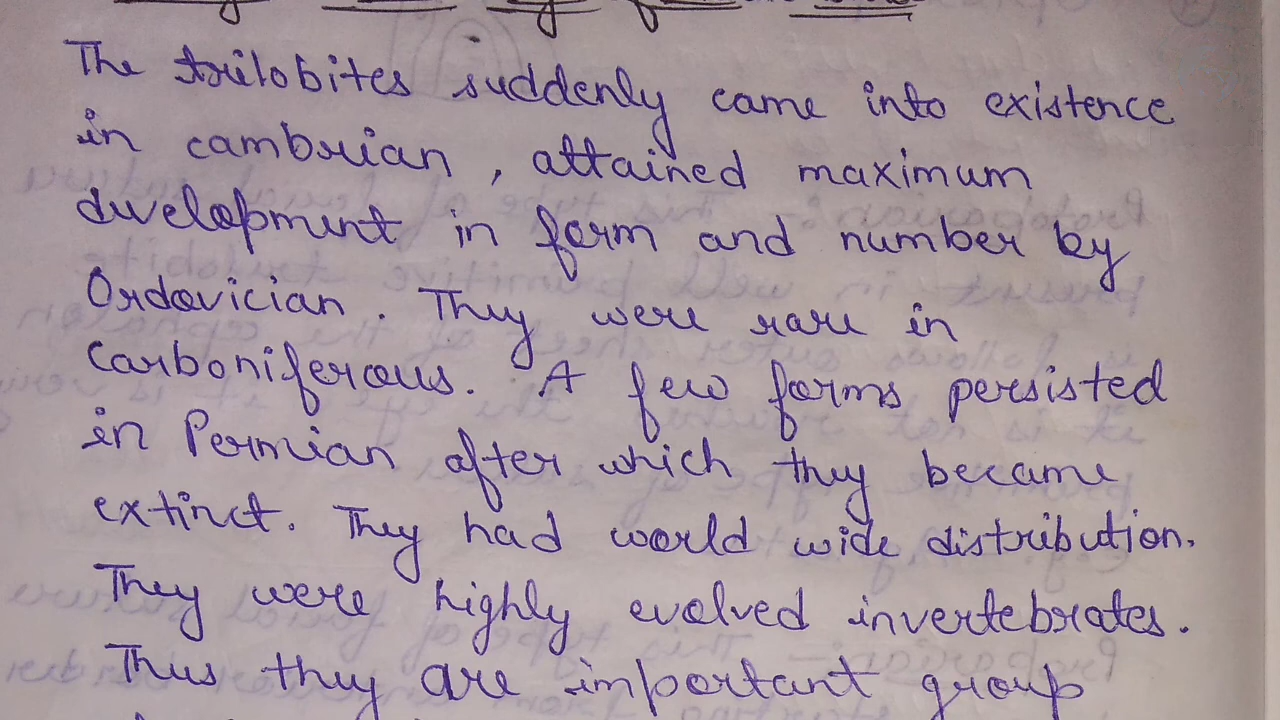 The trilobites suddenly came into existence
in cambrian, attained maximum
development in form and number by
Ordovician. They were rare in
carboniferous. A few forms persisted
in Permian after which they became
extinct. They had world wide distribution.
They were highly evolved invertebrates.
Thus they are important group